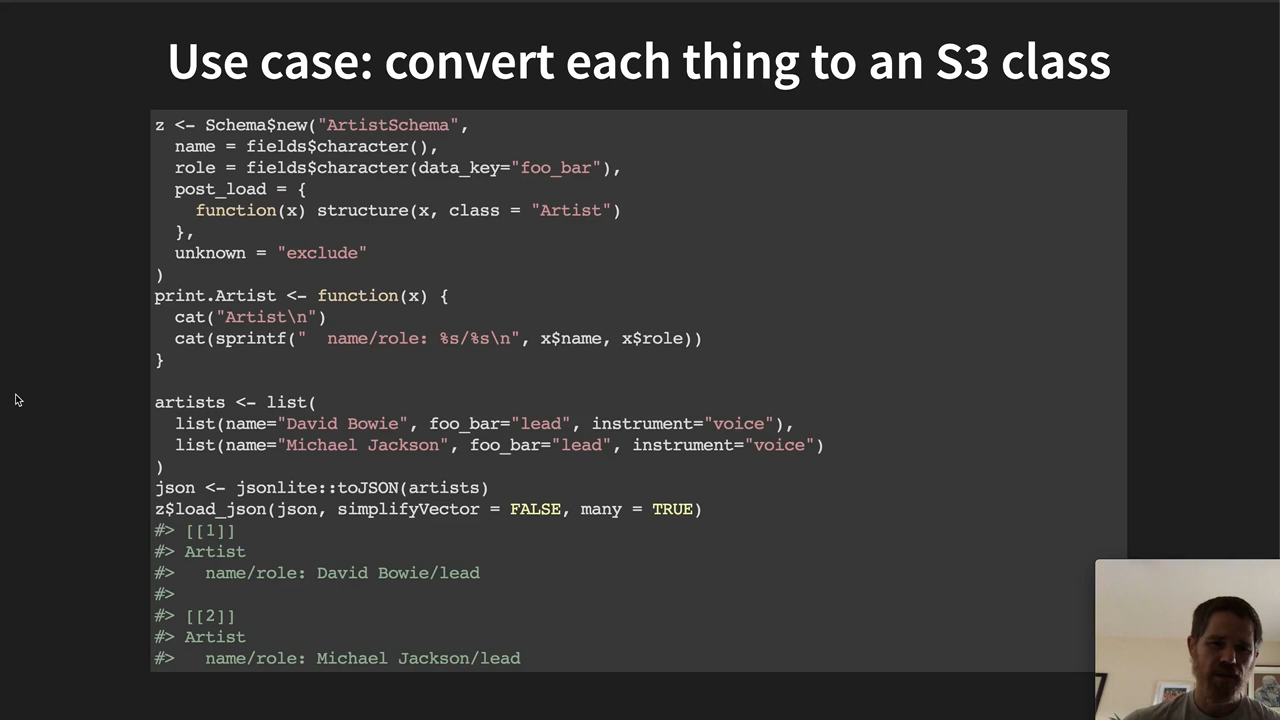 Use case: convert each thing to an S3 class
z <- Schema$new("ArtistSchema",
  name = fields$character(),
  role = fields$character(data_key="foo_bar"),
  post_load = {
    function(x) structure(x, class = "Artist")
  },
  unknown = "exclude"
)
print.Artist <- function(x) {
  cat("Artist\n")
  cat(sprintf("  name/role: %s/%s\n", x$name, x$role))
}

artists <- list(
  list(name="David Bowie", foo_bar="lead", instrument="voice"),
  list(name="Michael Jackson", foo_bar="lead", instrument="voice")
)
json <- jsonlite::toJSON(artists)
z$load_json(json, simplifyVector = FALSE, many = TRUE)
#> [[1]]
#> Artist
#>   name/role: David Bowie/lead
#>
#> [[2]]
#> Artist
#>   name/role: Michael Jackson/lead